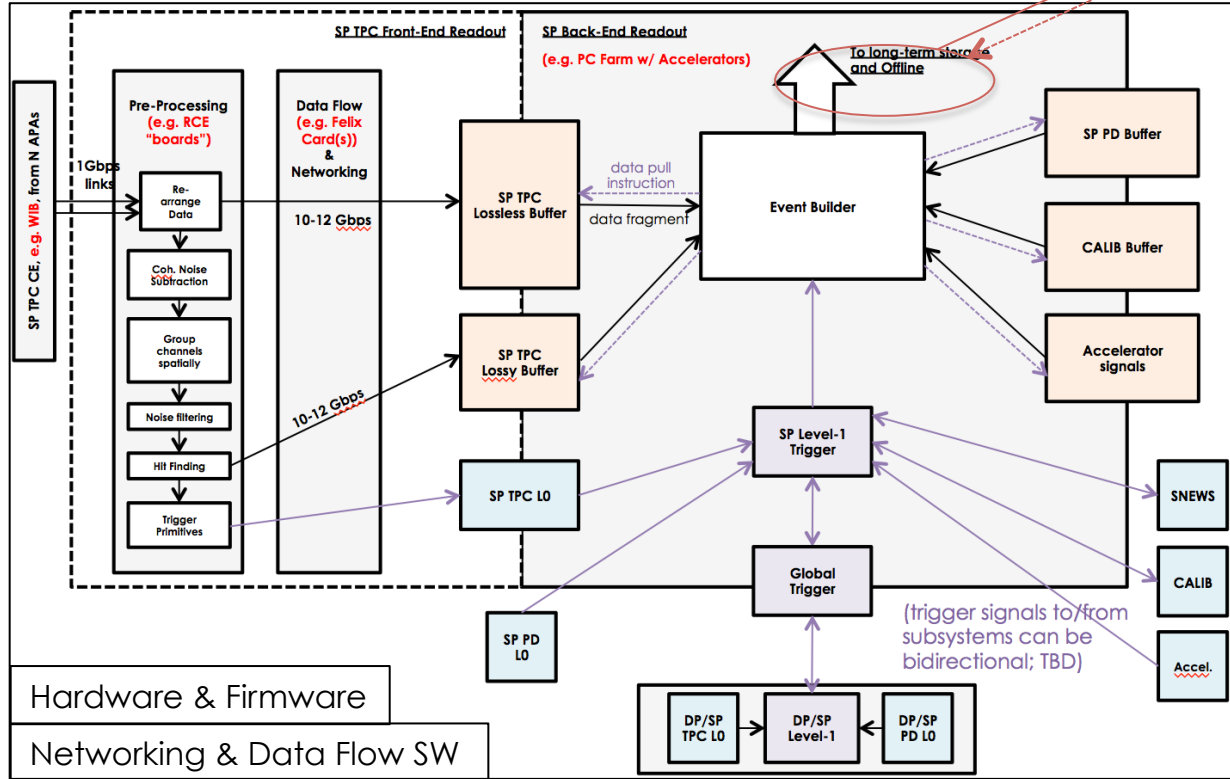 SP TPC Front-End Readout
SP Back-End Readout
(e.g. PC Farm w/ Accelerators)
To long-term storage
and Offline
SP TPC CE, e.g. WIB, from N APAs
1Gbps
links
Pre-Processing
(e.g. RCE
"boards")
Re-
arrange
Data
Coh. Noise
Subtraction
Group
channels
spatially
Noise filtering
Hit Finding
Trigger
Primitives
Data Flow
(e.g. Felix
Card(s))
&
Networking
10-12 Gbps
10-12 Gbps
SP TPC
Lossless Buffer
SP TPC
Lossy Buffer
SP TPC L0
data pull
instruction
data fragment
Event Builder
SP PD Buffer
CALIB Buffer
Accelerator
signals
SP Level-1
Trigger
Global
Trigger
SP PD
L0
SNEWS
CALIB
Accel.
(trigger signals to/from
subsystems can be
bidirectional; TBD)
DP/SP
TPC L0
DP/SP
Level-1
DP/SP
PD L0
Hardware & Firmware
Networking & Data Flow SW